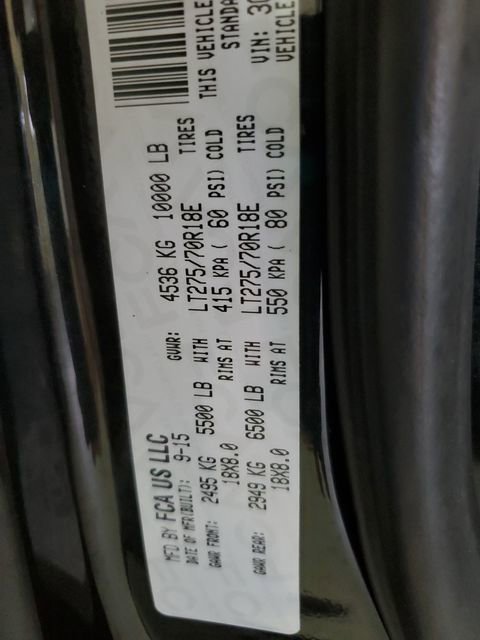 MFD BY FCA US LLC
DATE OF MFR(BUILT): 9-15 GVWR: 4536 KG 10000 LB
GAWR FRONT: 2495 KG 5500 LB WITH LT275/70R18E TIRES
18X8.0 RIMS AT 415 KPA ( 60 PSI) COLD
GAWR REAR: 2949 KG 6500 LB WITH LT275/70R18E TIRES
18X8.0 RIMS AT 550 KPA ( 80 PSI) COLD
THIS VEHICLE
STANDA
VIN: 3C
VEHICLE